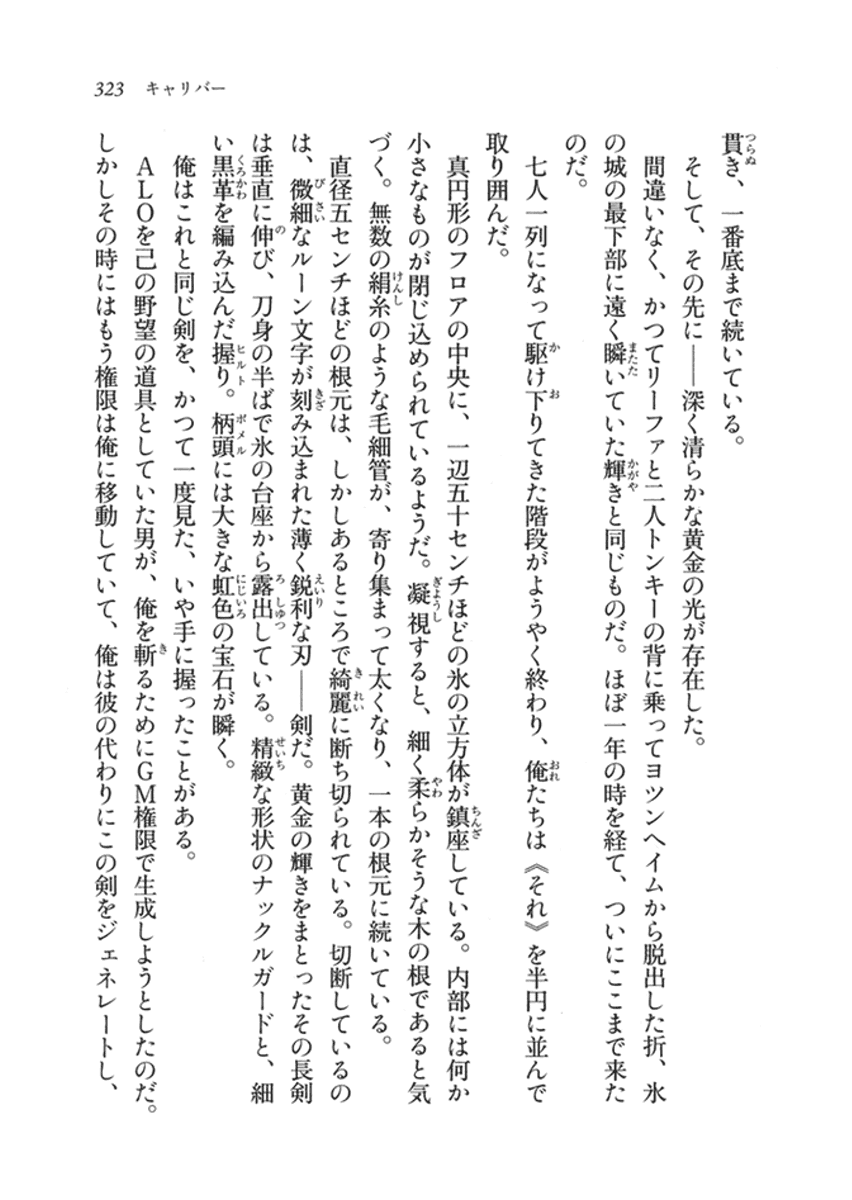 323 キャリバー
貫き、一番底まで続いている。
そして、その先に――深く清らかな黄金の光が存在した。
間違いなく、かつてリーファと二人トンキーの背に乗ってヨツンヘイムから脱出した折、氷
の城の最下部に遠く瞬いていた輝きと同じものだ。ほぼ一年の時を経て、ついにここまで来た
のだ。
七人一列になって駆け下りてきた階段がようやく終わり、俺たちは《それ》を半円に並んで
取り囲んだ。
真円形のフロアの中央に、一辺五十センチほどの氷の立方体が鎮座している。内部には何か
小さなものが閉じ込められているようだ。凝視すると、細く柔らかそうな木の根であると気
づく。無数の絹糸のような毛細管が、寄り集まって太くなり、一本の根元に続いている。
直径五センチほどの根元は、しかしあるところで綺麗に断ち切られている。切断しているの
は、微細なルーン文字が刻み込まれた薄く鋭利な刃――剣だ。黄金の輝きをまとったその長剣
は垂直に伸び、刀身の半ばで氷の台座から露出している。精緻な形状のナックルガードと、細
い黒革を編み込んだ握り。柄頭には大きな虹色の宝石が瞬く。
俺はこれと同じ剣を、かつて一度見た、いや手に握ったことがある。
ＡＬＯを己の野望の道具としていた男が、俺を斬るためにＧＭ権限で生成しようとしたのだ。
しかしその時にはもう権限は俺に移動していて、俺は彼の代わりにこの剣をジェネレートし、